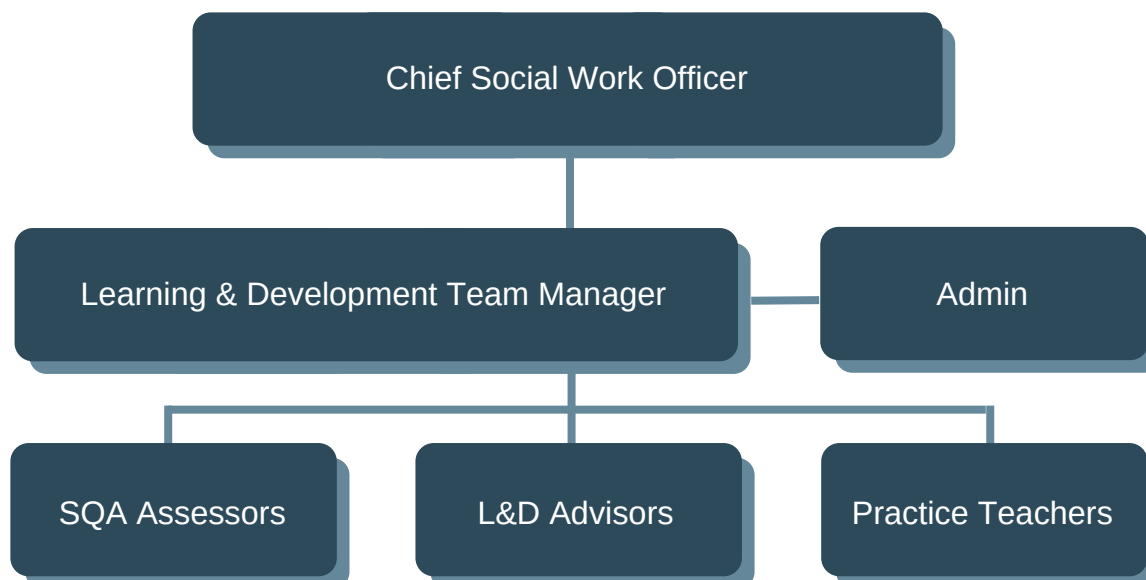 Chief Social Work Officer
Learning & Development Team Manager
Admin
SQA Assessors
L&D Advisors
Practice Teachers